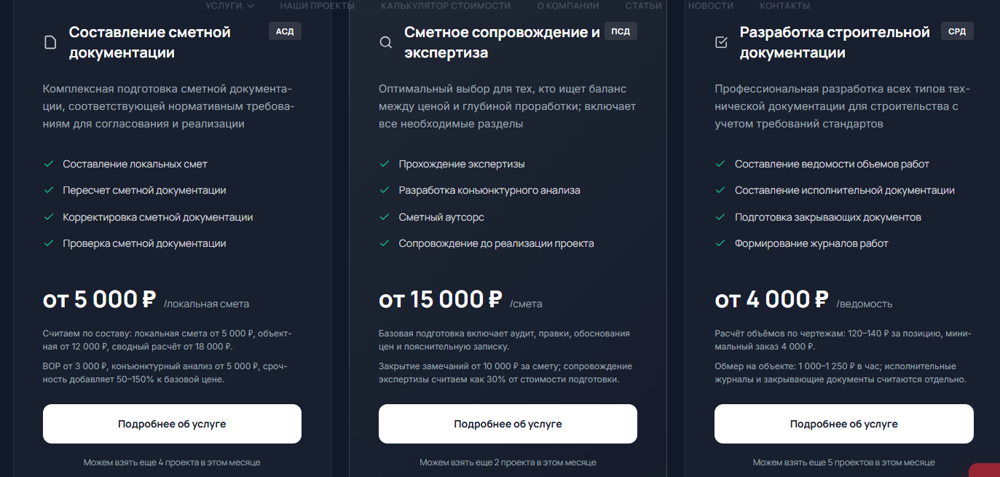 УСЛУГИ НАШИ ПРОЕКТЫ КАЛЬКУЛЯТОР СТОИМОСТИ О КОМПАНИИ СТАТЬИ НОВОСТИ КОНТАКТЫ
Составление сметной
документации
АСД
Комплексная подготовка сметной документа-
ции, соответствующей нормативным требова-
ниям для согласования и реализации
Составление локальных смет
Пересчет сметной документации
Корректировка сметной документации
Проверка сметной документации
от 5 000 ₽ /локальная смета
Считаем по составу: локальная смета от 5 000 ₽, объект-
ная от 12 000 ₽, сводный расчёт от 18 000 ₽.
ВОР от 3 000 ₽, конъюнктурный анализ от 5 000 ₽, сроч-
ность добавляет 50–150% к базовой цене.
Подробнее об услуге
Можем взять еще 4 проекта в этом месяце
Сметное сопровождение и
экспертиза
ПСД
Оптимальный выбор для тех, кто ищет баланс
между ценой и глубиной проработки; включает
все необходимые разделы
Прохождение экспертизы
Разработка конъюнктурного анализа
Сметный аутсорс
Сопровождение до реализации проекта
от 15 000 ₽ /смета
Базовая подготовка включает аудит, правки, обоснования
цен и пояснительную записку.
Закрытие замечаний от 10 000 ₽ за смету; сопровождение
экспертизы считаем как 30% от стоимости подготовки.
Подробнее об услуге
Можем взять еще 2 проекта в этом месяце
Разработка строительной
документации
СРД
Профессиональная разработка всех типов тех-
нической документации для строительства с
учетом требований стандартов
Составление ведомости объемов работ
Составление исполнительной документации
Подготовка закрывающих документов
Формирование журналов работ
от 4 000 ₽ /ведомость
Расчёт объёмов по чертежам: 120–140 ₽ за позицию, мини-
мальный заказ 4 000 ₽.
Обмер на объекте: 1 000–1 250 ₽ в час; исполнительные
журналы и закрывающие документы считаются отдельно.
Подробнее об услуге
Можем взять еще 5 проектов в этом месяце